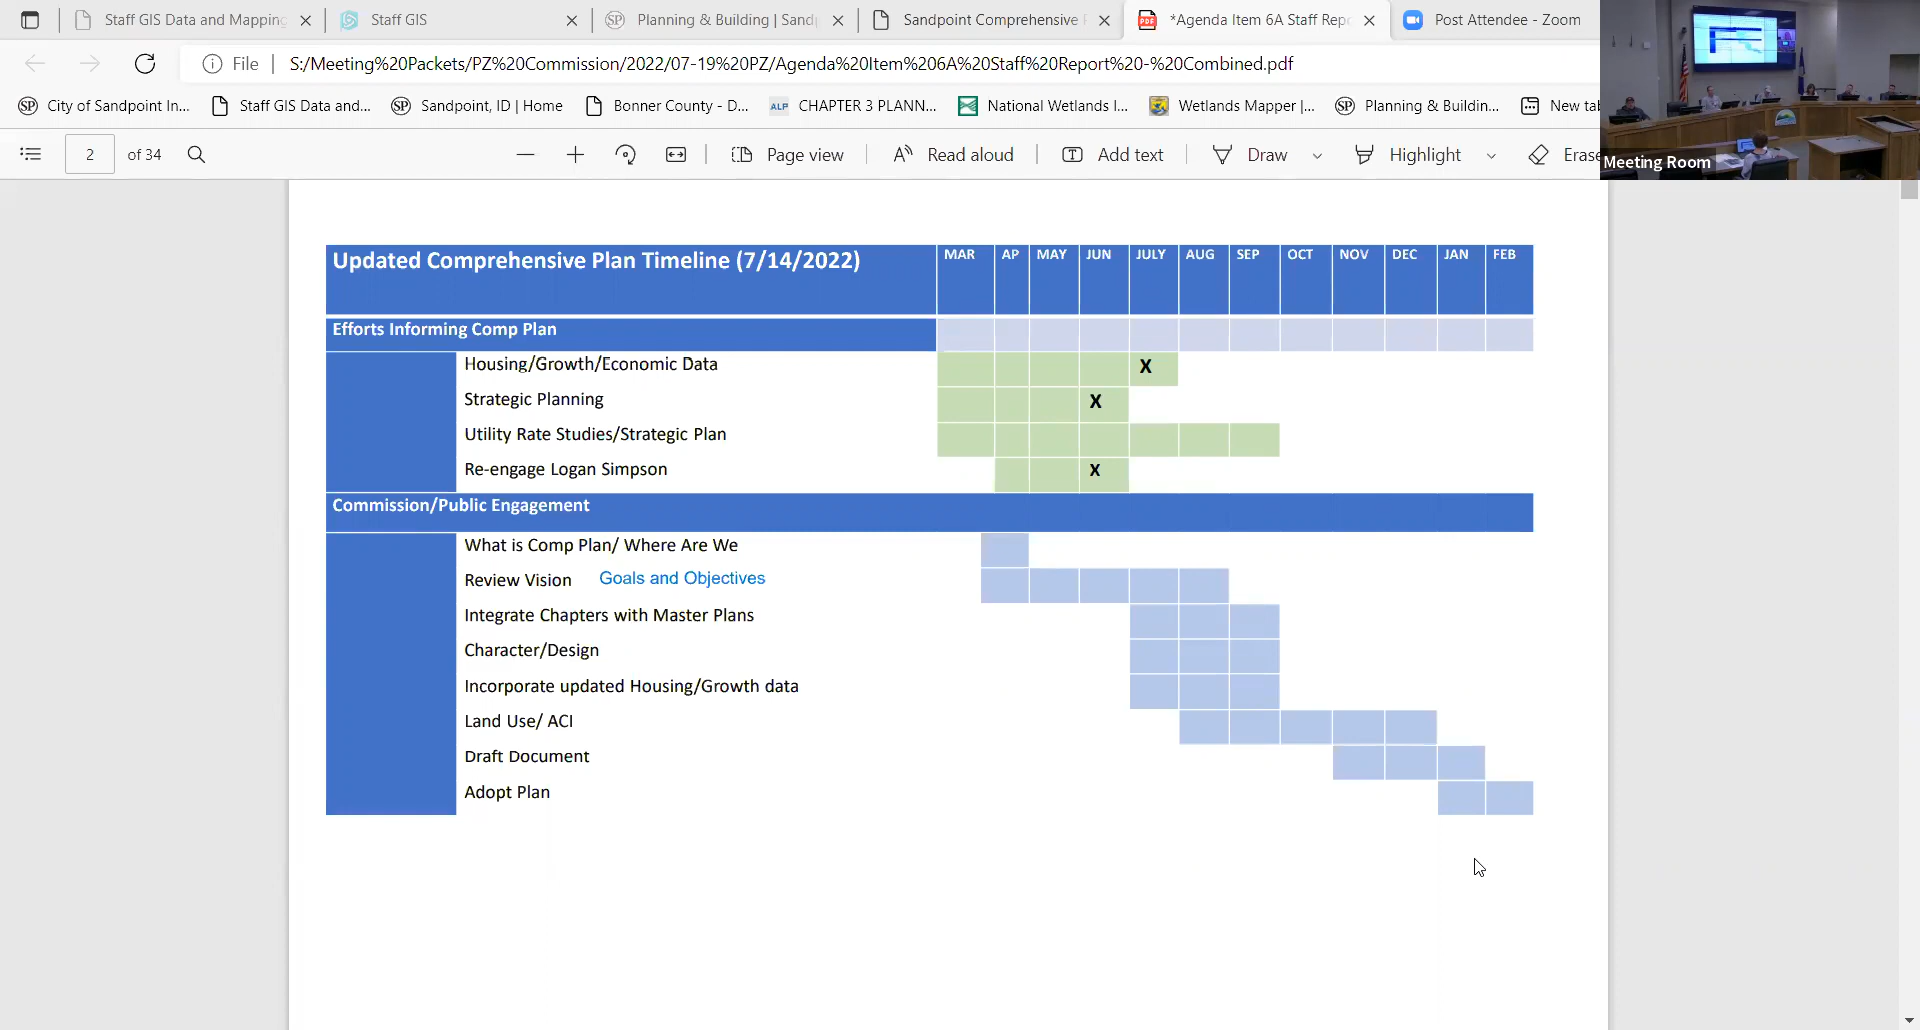 Staff GIS Data and Mapping
Staff GIS
Planning & Building | Sand
Sandpoint Comprehensive
*Agenda Item 6A Staff Repo
Post Attendee - Zoom
File
S:/Meeting%20Packets/PZ%20Commission/2022/07-19%20PZ/Agenda%20Item%206A%20Staff%20Report%20-%20Combined.pdf
City of Sandpoint In...
Staff GIS Data and...
Sandpoint, ID | Home
Bonner County - D...
ALP
CHAPTER 3 PLANN...
National Wetlands I...
Wetlands Mapper |...
Planning & Buildin...
New tab
2 of 34
Page view
Read aloud
Add text
Draw
Highlight
Erase
Meeting Room
Updated Comprehensive Plan Timeline (7/14/2022)
MAR AP MAY JUN JULY AUG SEP OCT NOV DEC JAN FEB
Efforts Informing Comp Plan
Housing/Growth/Economic Data X
Strategic Planning X
Utility Rate Studies/Strategic Plan
Re-engage Logan Simpson X
Commission/Public Engagement
What is Comp Plan/ Where Are We
Review Vision Goals and Objectives
Integrate Chapters with Master Plans
Character/Design
Incorporate updated Housing/Growth data
Land Use/ ACI
Draft Document
Adopt Plan